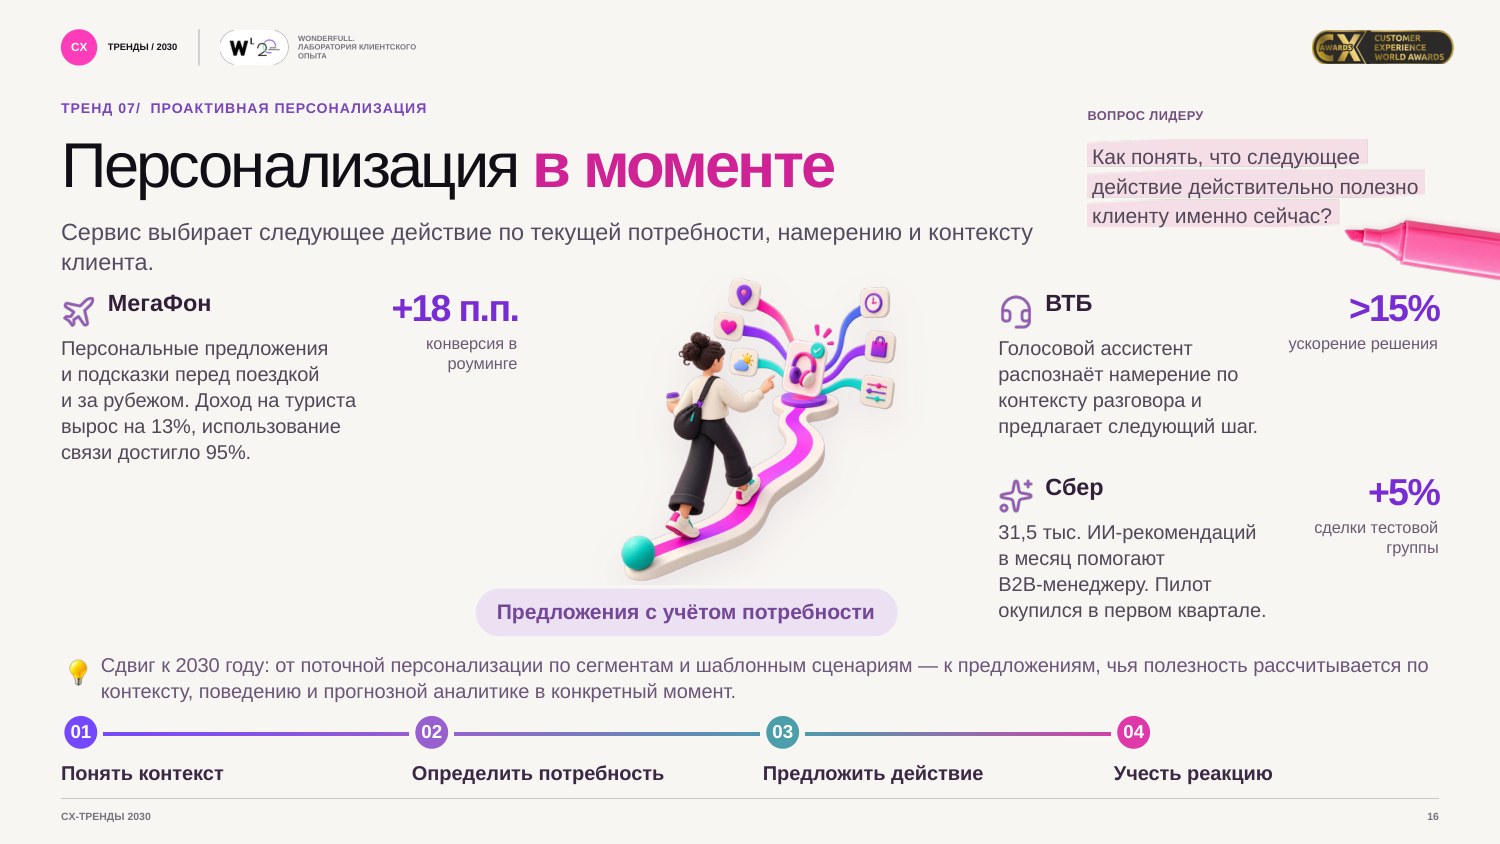 CX
ТРЕНДЫ / 2030
WONDERFULL.
ЛАБОРАТОРИЯ КЛИЕНТСКОГО
ОПЫТА
AWARDS
CX
CUSTOMER
EXPERIENCE
WORLD AWARDS
ТРЕНД 07/ ПРОАКТИВНАЯ ПЕРСОНАЛИЗАЦИЯ
Персонализация в моменте
Сервис выбирает следующее действие по текущей потребности, намерению и контексту
клиента.
ВОПРОС ЛИДЕРУ
Как понять, что следующее
действие действительно полезно
клиенту именно сейчас?
МегаФон
+18 п.п.
конверсия в
роуминге
Персональные предложения
и подсказки перед поездкой
и за рубежом. Доход на туриста
вырос на 13%, использование
связи достигло 95%.
ВТБ
>15%
ускорение решения
Голосовой ассистент
распознаёт намерение по
контексту разговора и
предлагает следующий шаг.
Сбер
+5%
сделки тестовой
группы
31,5 тыс. ИИ-рекомендаций
в месяц помогают
B2B-менеджеру. Пилот
окупился в первом квартале.
Предложения с учётом потребности
Сдвиг к 2030 году: от поточной персонализации по сегментам и шаблонным сценариям — к предложениям, чья полезность рассчитывается по
контексту, поведению и прогнозной аналитике в конкретный момент.
01
02
03
04
Понять контекст
Определить потребность
Предложить действие
Учесть реакцию
CX-ТРЕНДЫ 2030
16